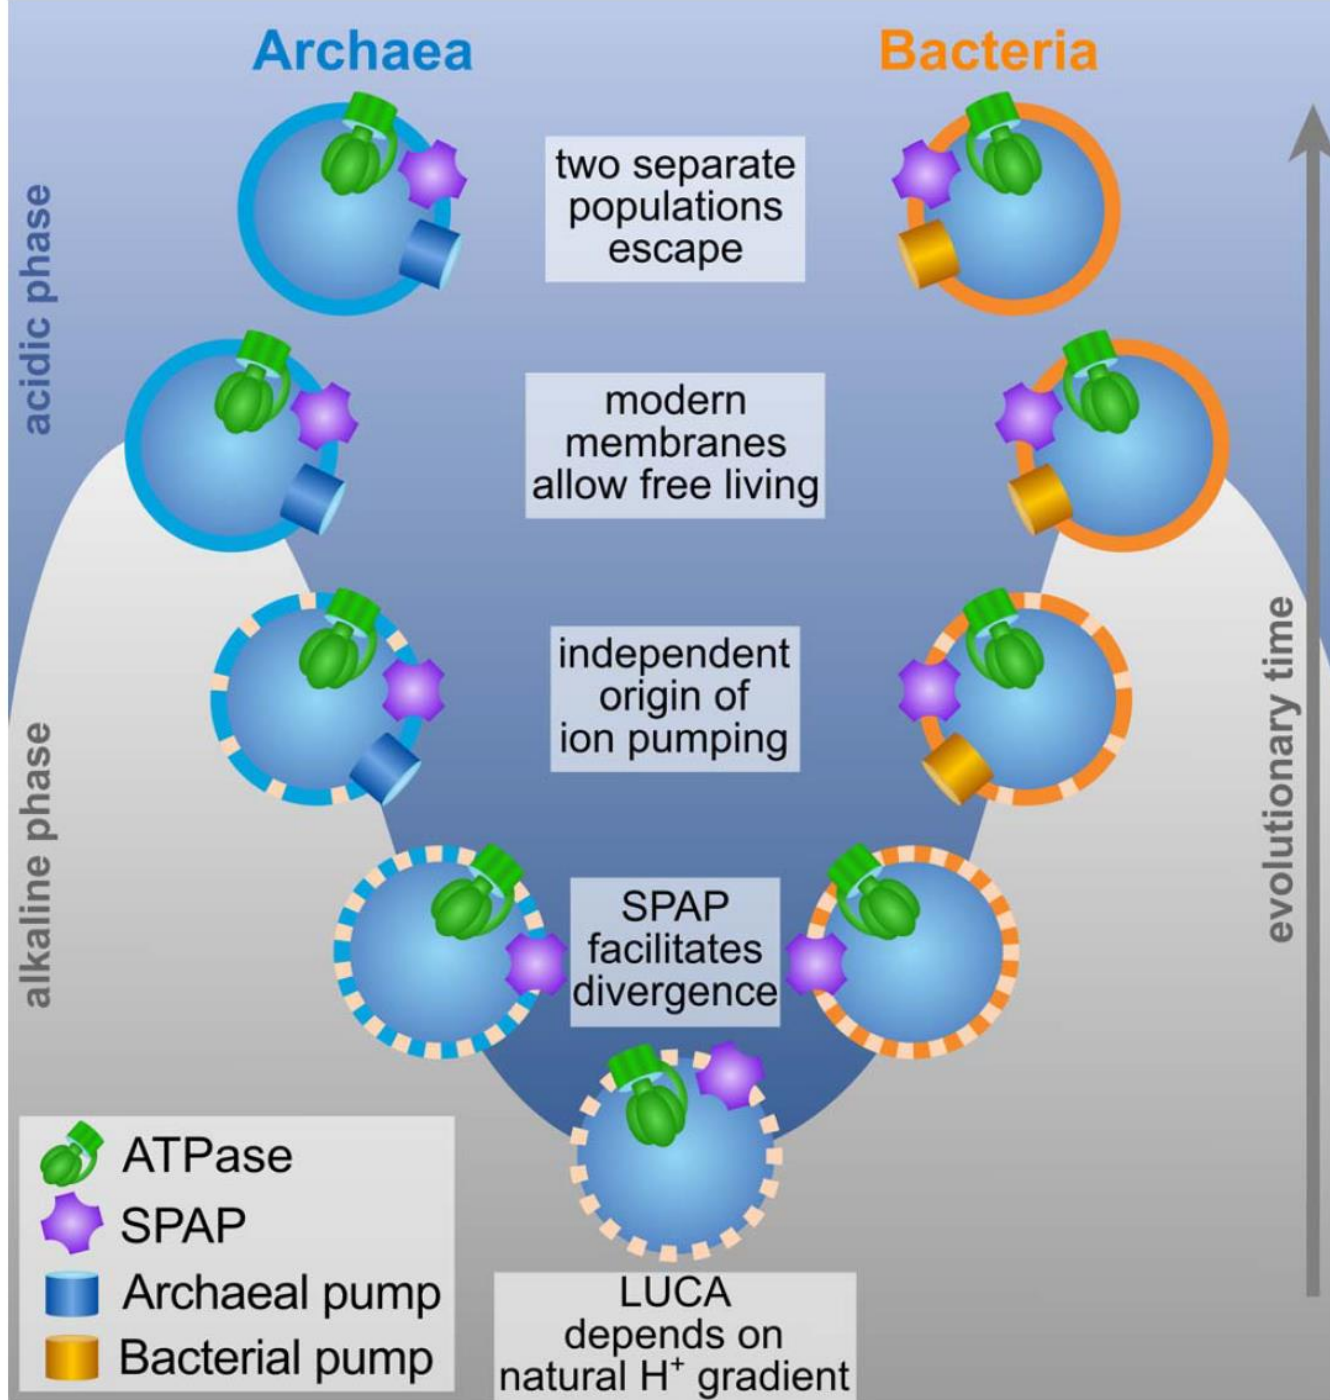 Archaea
Bacteria
two separate
populations
escape
acidic phase
modern
membranes
allow free living
independent
origin of
ion pumping
evolutionary time
alkaline phase
SPAP
facilitates
divergence
ATPase
SPAP
Archaeal pump
Bacterial pump
LUCA
depends on
natural H⁺ gradient